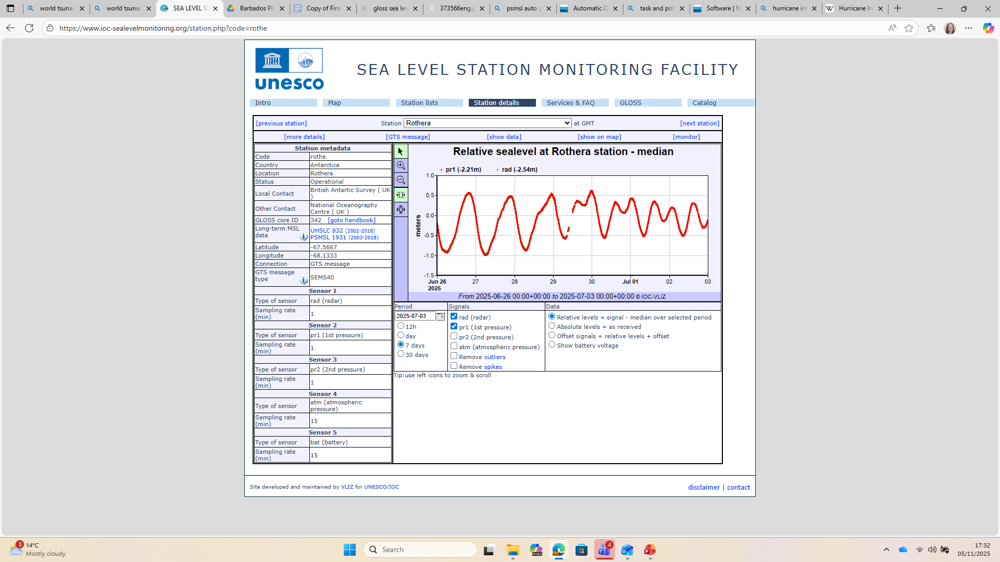 world tsunar
world tsunar
SEA LEVEL S
Barbados Pla
Copy of Fina
gloss sea lev
373566eng.p
psmsl auto q
Automatic Q
task and pol
Software | N
hurricane irm
Hurricane Ir
https://www.ioc-sealevelmonitoring.org/station.php?code=rothe
unesco
SEA LEVEL STATION MONITORING FACILITY
Intro
Map
Station lists
Station details
Services & FAQ
GLOSS
Catalog
[previous station]
Station Rothera at GMT
[next station]
[more details]
[GTS message]
[show data]
[show on map]
[monitor]
Station metadata
Code rothe
Country Antarctica
Location Rothera
Status Operational
Local Contact British Antartic Survey ( UK
)
Other Contact National Oceanography
Centre ( UK )
GLOSS core ID 342 [goto handbook]
Long-term MSL
data
UHSLC 832 (2002-2018)
PSMSL 1931 (2003-2018)
Latitude -67.5667
Longitude -68.1333
Connection GTS message
GTS message
type
SEMS40
Sensor 1
Type of sensor rad (radar)
Sampling rate
(min)
1
Sensor 2
Type of sensor pr1 (1st pressure)
Sampling rate
(min)
1
Sensor 3
Type of sensor pr2 (2nd pressure)
Sampling rate
(min)
1
Sensor 4
Type of sensor atm (atmospheric
pressure)
Sampling rate
(min)
15
Sensor 5
Type of sensor bat (battery)
Sampling rate
(min)
15
Relative sealevel at Rothera station - median
pr1 (-2.21m) rad (-2.54m)
1.0
0.5
0.0
-0.5
-1.0
-1.5
meters
Jun 26 27 28 29 30 Jul 01 02 03
2025
From 2025-06-26 00:00+00:00 to 2025-07-03 00:00+00:00 © IOC-VLIZ
Period
2025-07-03
12h
day
7 days
30 days
Signals
rad (radar)
pr1 (1st pressure)
pr2 (2nd pressure)
atm (atmospheric pressure)
Remove outliers
Remove spikes
Data
Relative levels = signal - median over selected period
Absolute levels = as received
Offset signals = relative levels + offset
Show battery voltage
Tip:use left icons to zoom & scroll
Site developed and maintained by VLIZ for UNESCO/IOC
disclaimer | contact
3
14°C
Mostly cloudy
Search
M365
4
17:32
05/11/2025